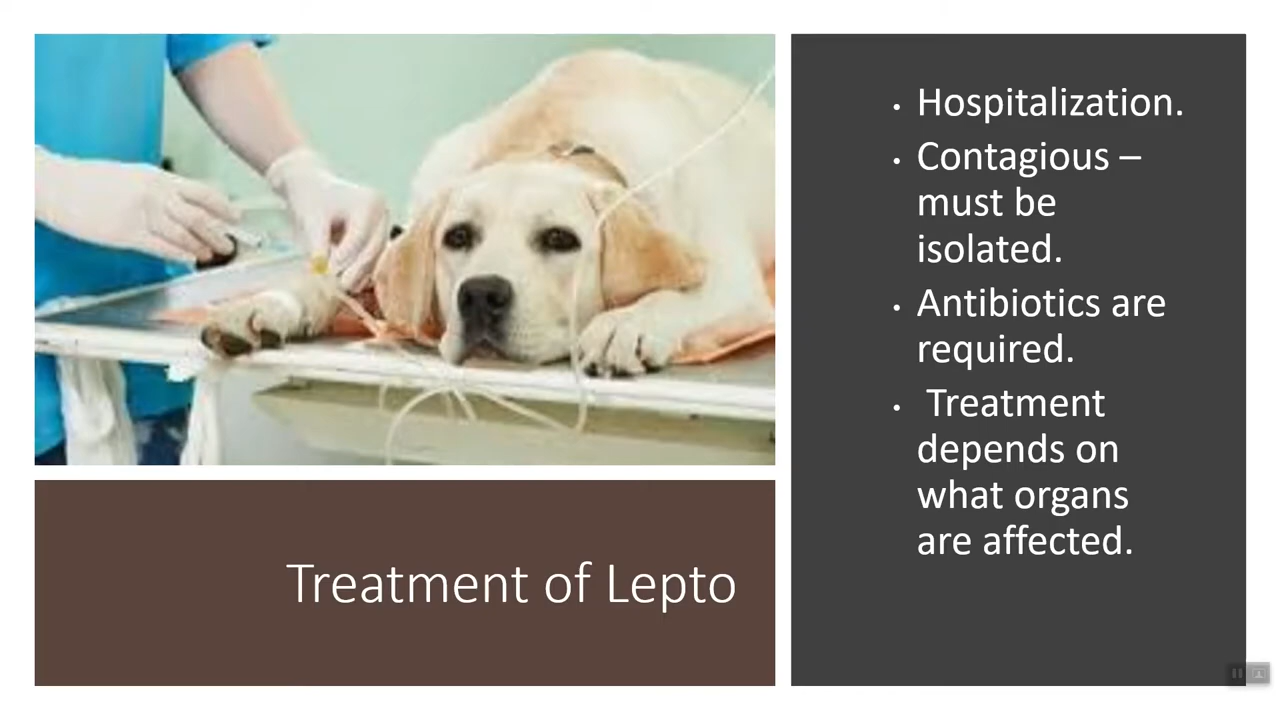 • Hospitalization.
• Contagious –
must be
isolated.
• Antibiotics are
required.
• Treatment
depends on
what organs
are affected.
Treatment of Lepto